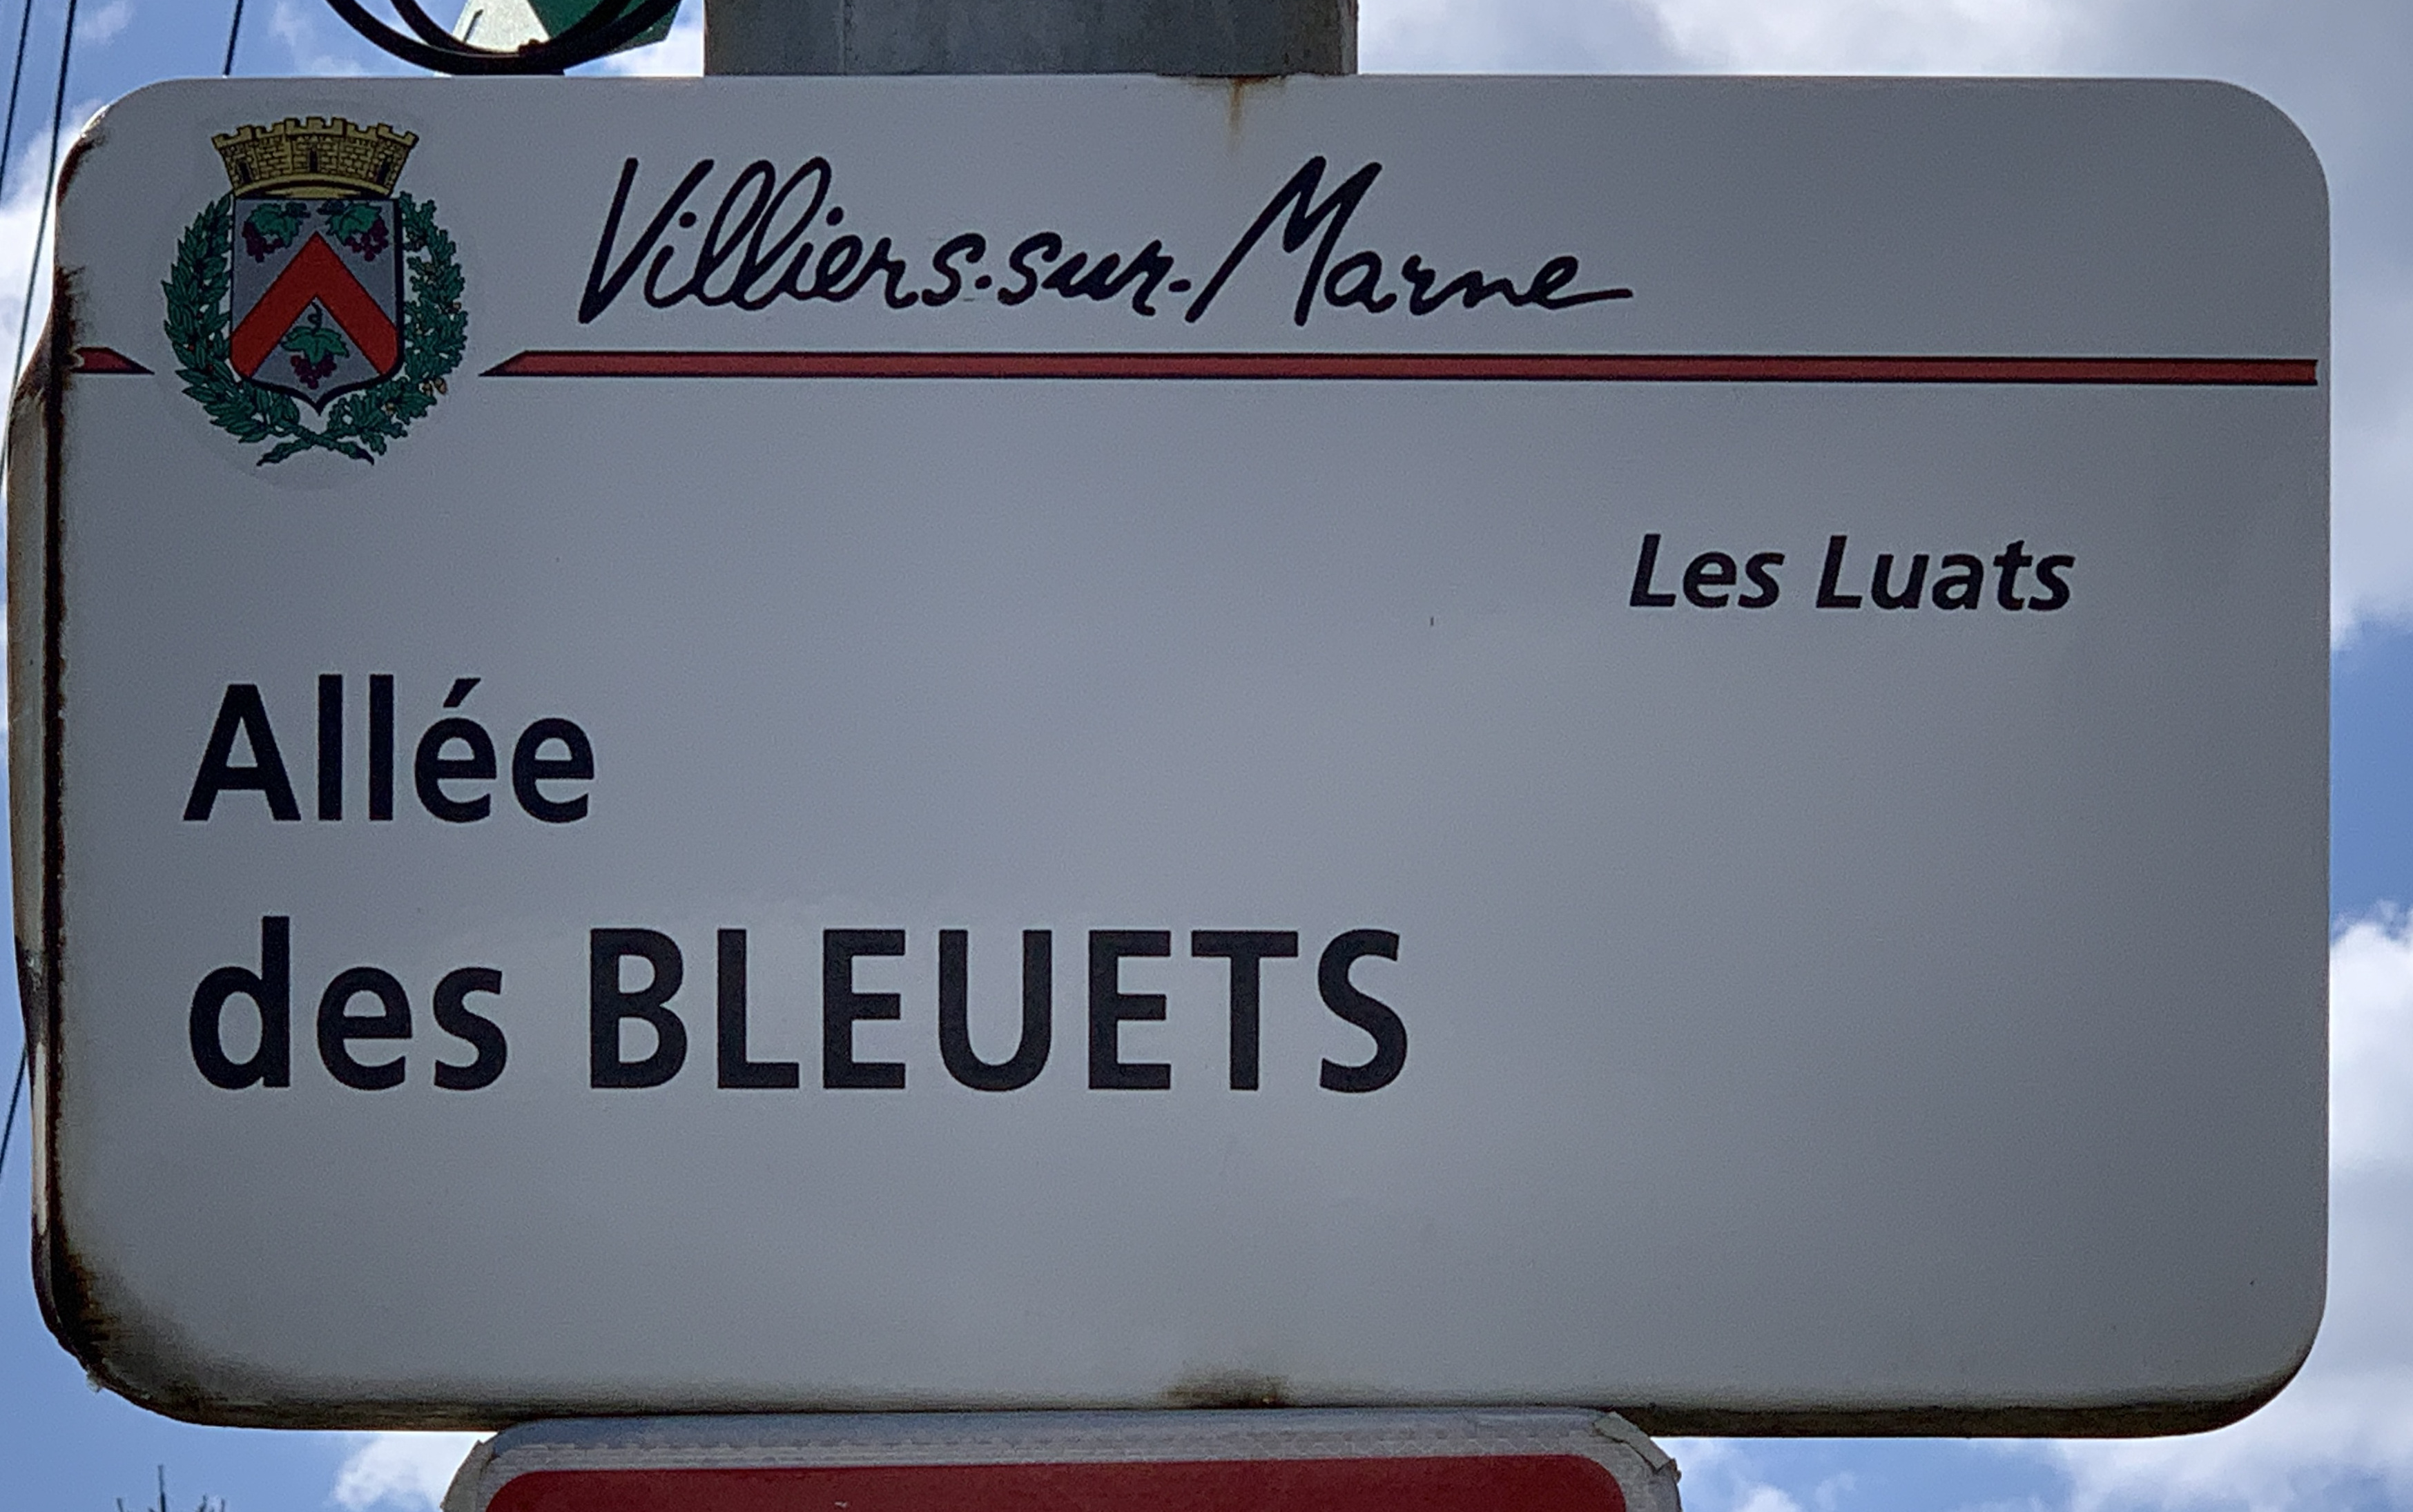 Villiers-sur-Marne
Les Luats
Allée
des BLEUETS